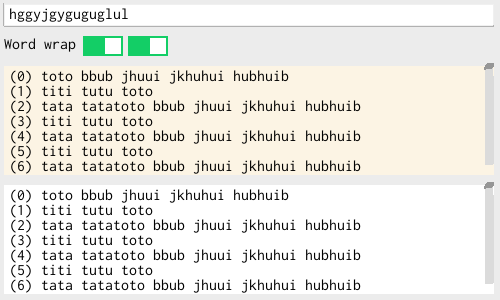 hggyjgyguguglul
Word wrap
(0) toto bbub jhuui jkhuhui hubhuib
(1) titi tutu toto
(2) tata tatatoto bbub jhuui jkhuhui hubhuib
(3) titi tutu toto
(4) tata tatatoto bbub jhuui jkhuhui hubhuib
(5) titi tutu toto
(6) tata tatatoto bbub jhuui jkhuhui hubhuib
(0) toto bbub jhuui jkhuhui hubhuib
(1) titi tutu toto
(2) tata tatatoto bbub jhuui jkhuhui hubhuib
(3) titi tutu toto
(4) tata tatatoto bbub jhuui jkhuhui hubhuib
(5) titi tutu toto
(6) tata tatatoto bbub jhuui jkhuhui hubhuib